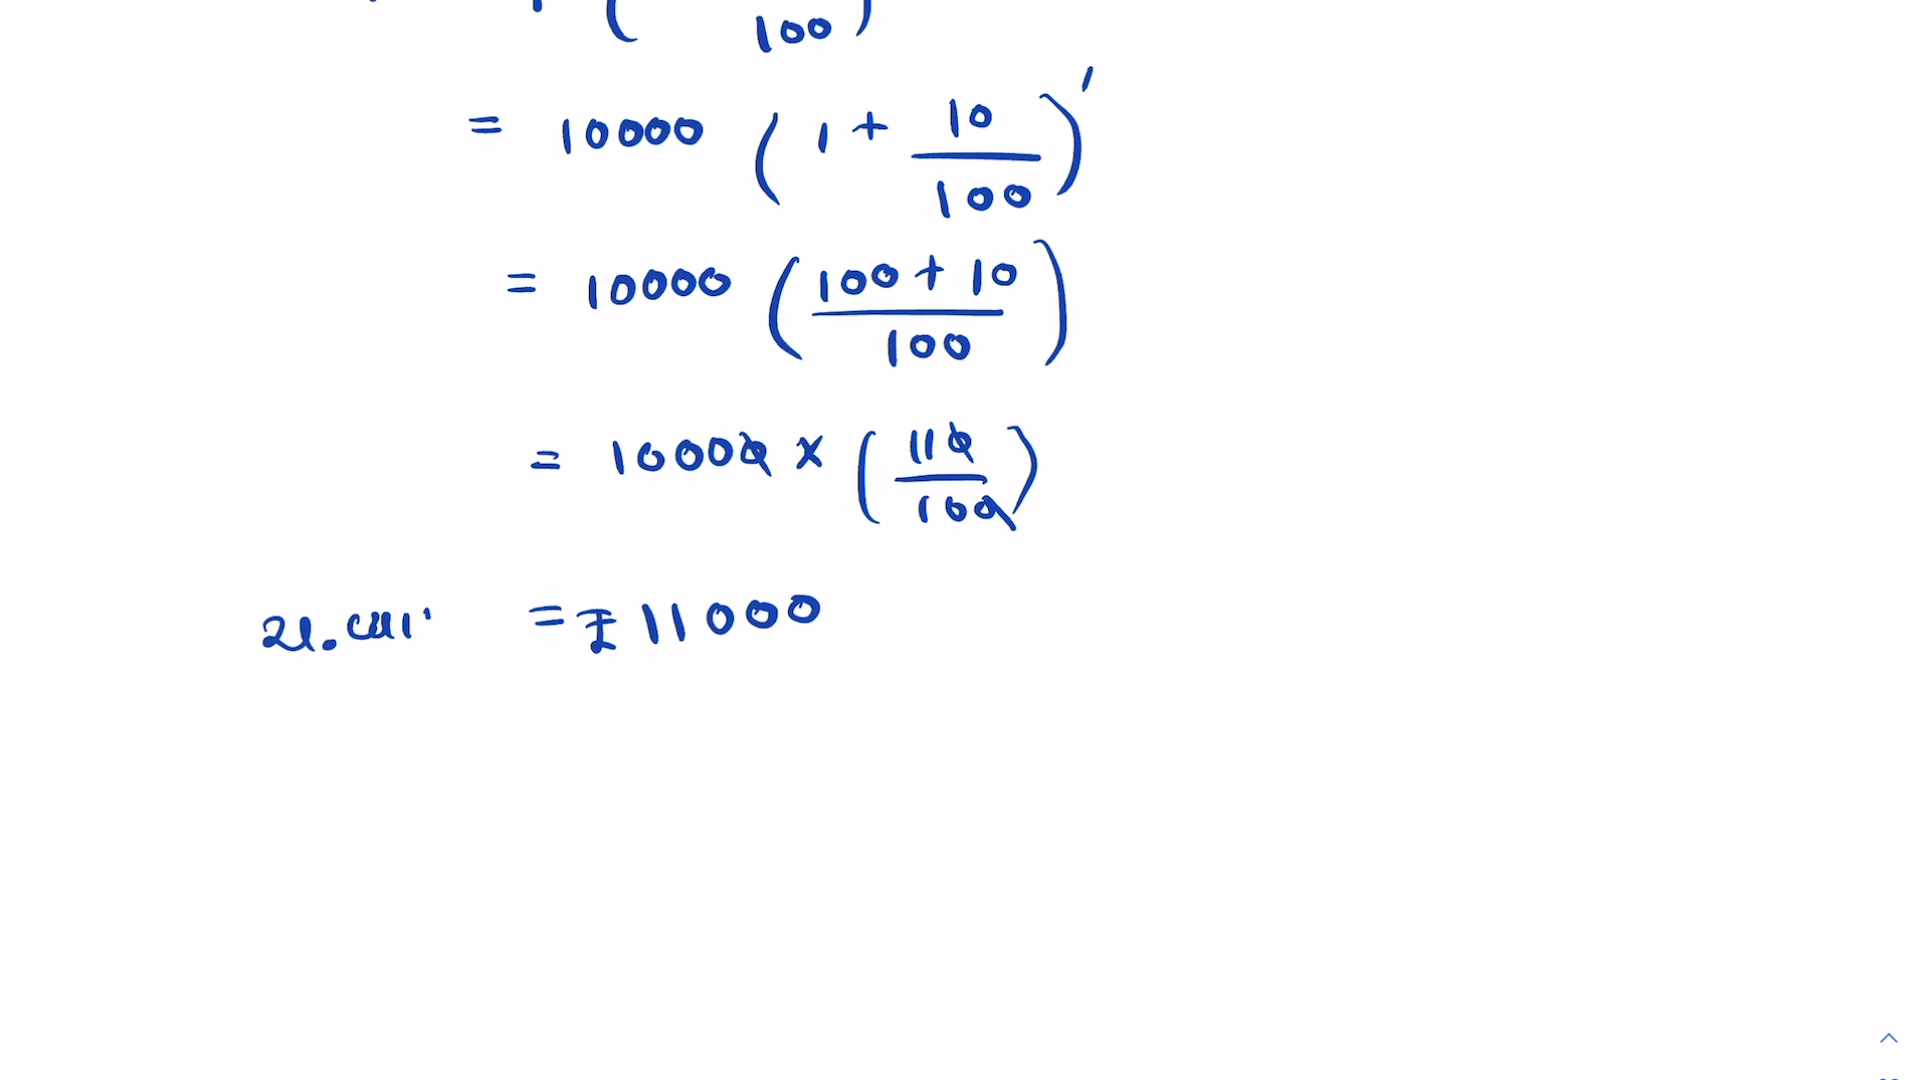 100
= 10000 ( 1 + 10/100 )^1
= 10000 ( 100 + 10 / 100 )
= 10000 × ( 110 / 100 )
= ₹ 11000